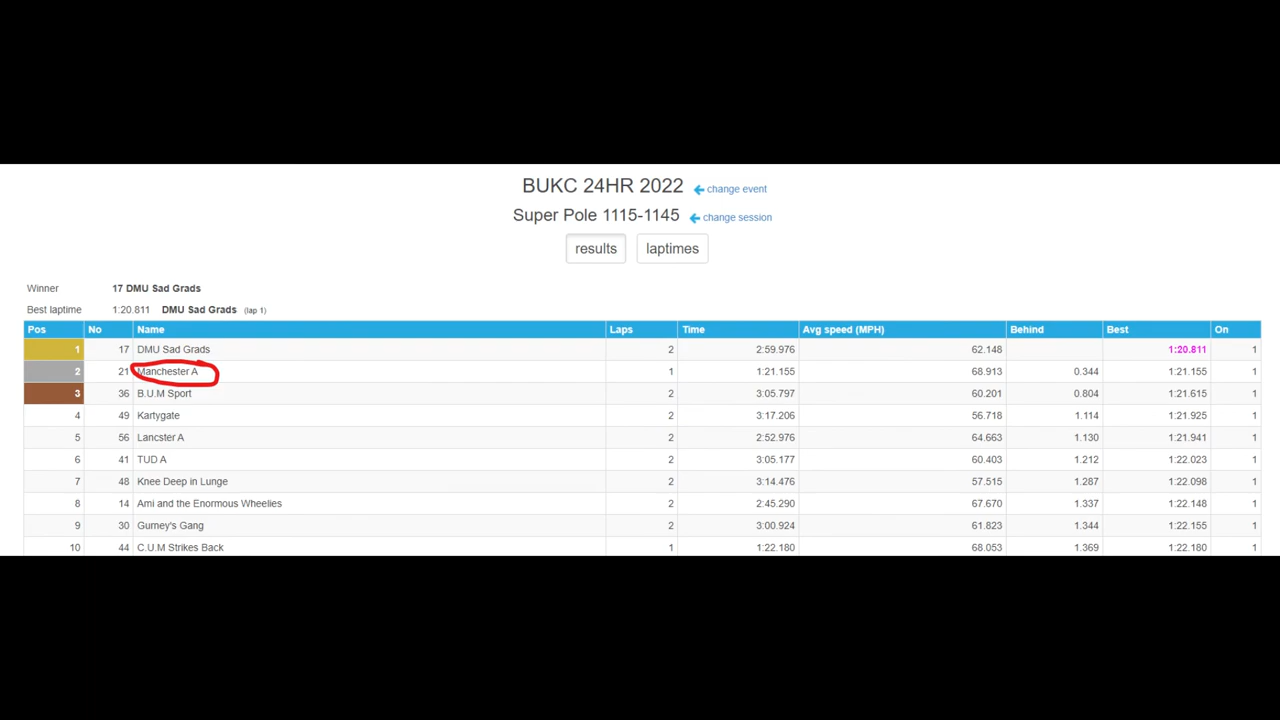 BUKC 24HR 2022 change event
Super Pole 1115-1145 change session
results laptimes
Winner 17 DMU Sad Grads
Best laptime 1:20.811 DMU Sad Grads (lap 1)
Pos No Name Laps Time Avg speed (MPH) Behind Best On
1 17 DMU Sad Grads 2 2:59.976 62.148 1:20.811 1
2 21 Manchester A 1 1:21.155 68.913 0.344 1:21.155 1
3 36 B.U.M Sport 2 3:05.797 60.201 0.804 1:21.615 1
4 49 Kartygate 2 3:17.206 56.718 1.114 1:21.925 1
5 56 Lancster A 2 2:52.976 64.663 1.130 1:21.941 1
6 41 TUD A 2 3:05.177 60.403 1.212 1:22.023 1
7 48 Knee Deep in Lunge 2 3:14.476 57.515 1.287 1:22.098 1
8 14 Ami and the Enormous Wheelies 2 2:45.290 67.670 1.337 1:22.148 1
9 30 Gurney's Gang 2 3:00.924 61.823 1.344 1:22.155 1
10 44 C.U.M Strikes Back 1 1:22.180 68.053 1.369 1:22.180 1